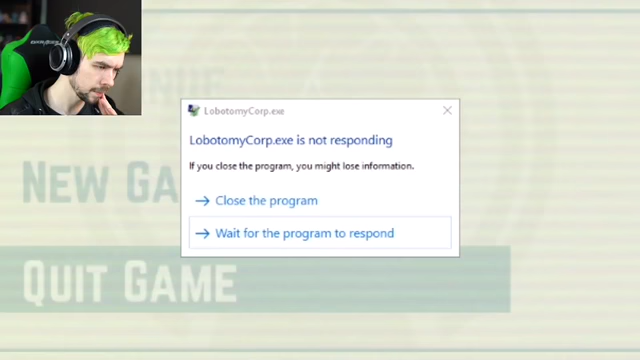 LobotomyCorp.exe
LobotomyCorp.exe is not responding
If you close the program, you might lose information.
Close the program
NEW GA
Wait for the program to respond
QUIT GAME